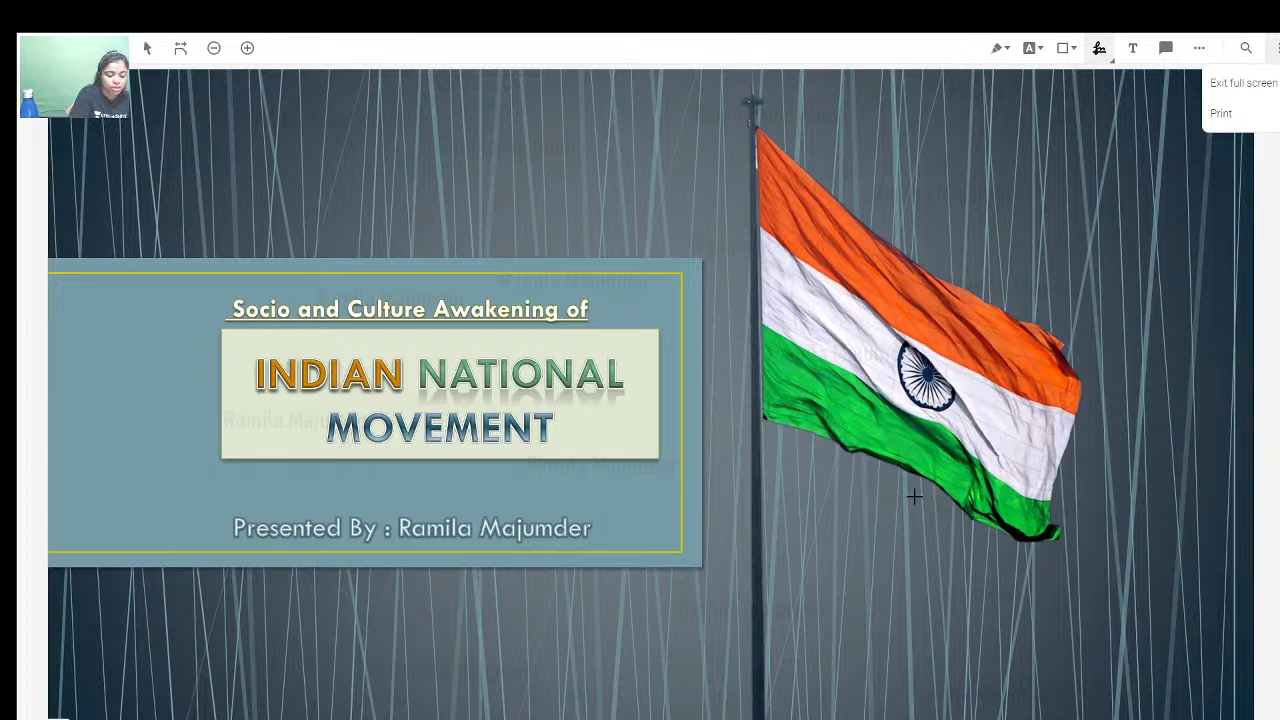 Exit full screen
Print
Socio and Culture Awakening of
INDIAN NATIONAL
MOVEMENT
Presented By : Ramila Majumder